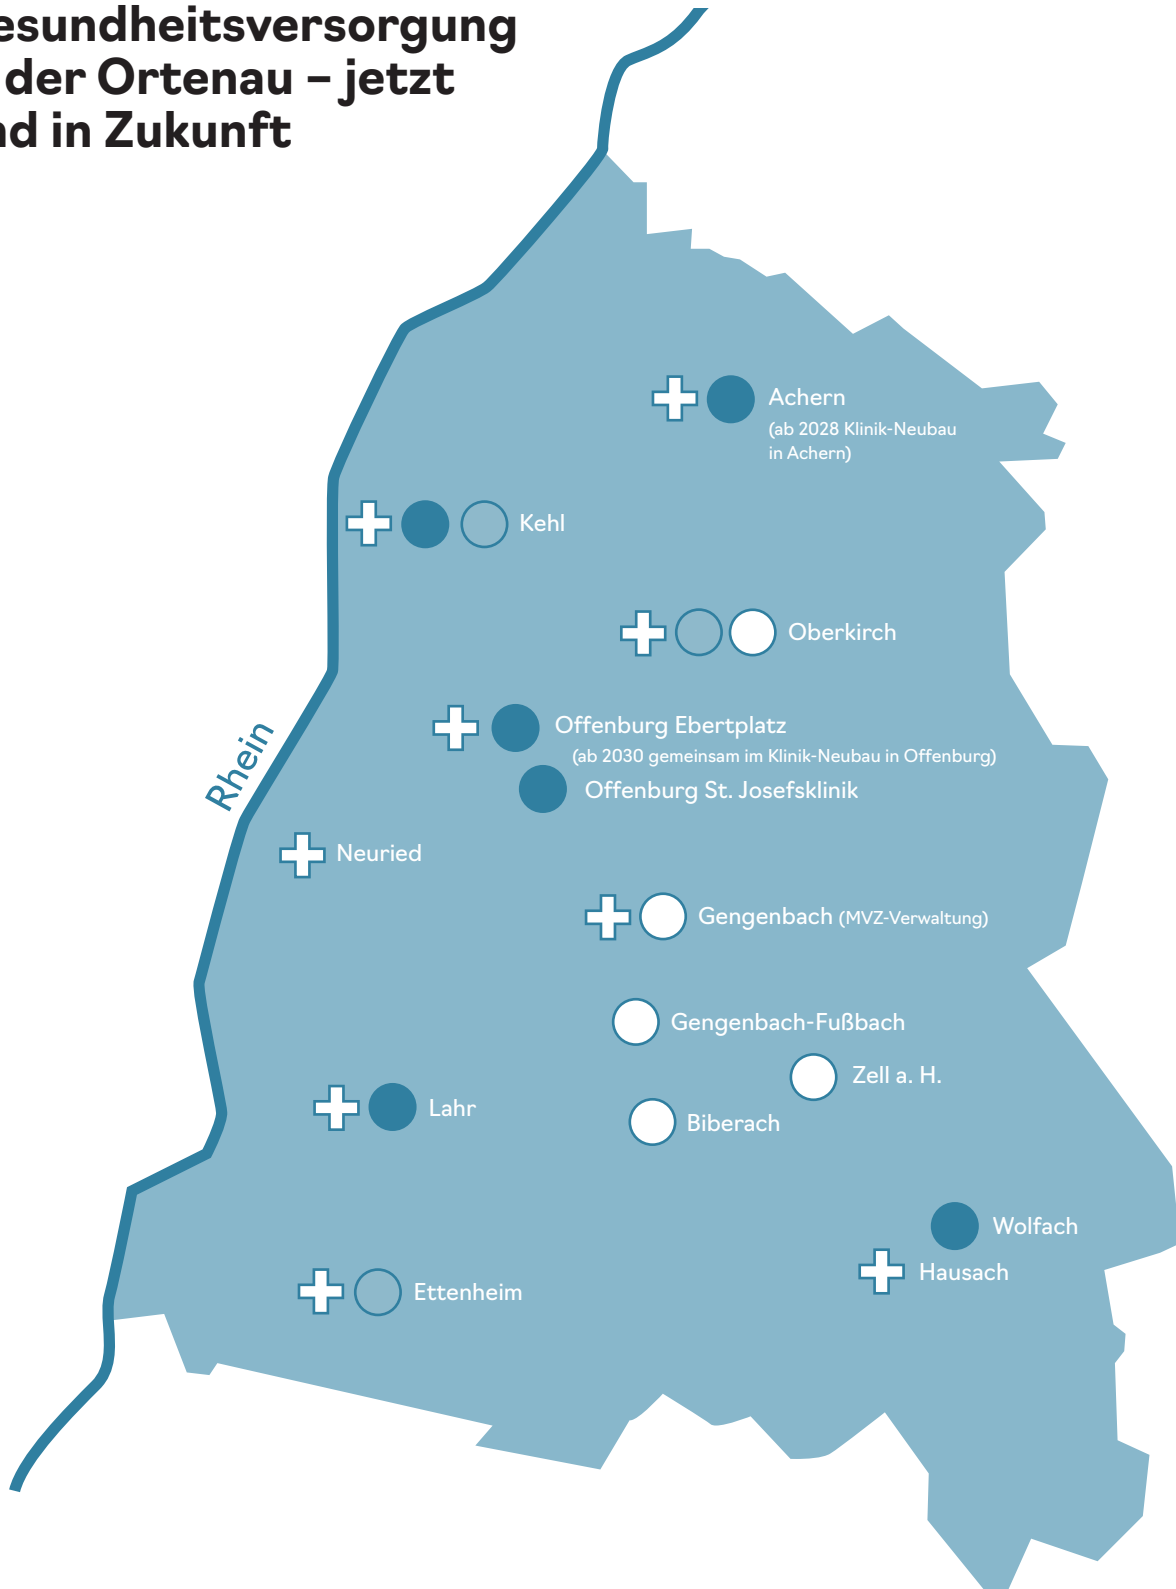 esundheitsversorgung
der Ortenau – jetzt
nd in Zukunft
Achern
(ab 2028 Klinik-Neubau
in Achern)
Kehl
Oberkirch
Offenburg Ebertplatz
(ab 2030 gemeinsam im Klinik-Neubau in Offenburg)
Offenburg St. Josefsklinik
Rhein
Neuried
Gengenbach (MVZ-Verwaltung)
Gengenbach-Fußbach
Zell a. H.
Lahr
Biberach
Wolfach
Hausach
Ettenheim